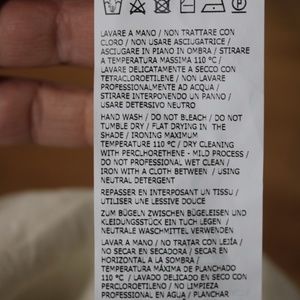 LAVARE A MANO / NON TRATTARE CON
CLORO / NON USARE ASCIUGATRICE /
ASCIUGARE IN PIANO IN OMBRA / STIRARE
A TEMPERATURA MASSIMA 110 °C /
LAVARE DELICATAMENTE A SECCO CON
TETRACLOROETILENE / NON LAVARE
PROFESSIONALMENTE AD ACQUA /
STIRARE INTERPONENDO UN PANNO /
USARE DETERSIVO NEUTRO
HAND WASH / DO NOT BLEACH / DO NOT
TUMBLE DRY / FLAT DRYING IN THE
SHADE / IRONING MAXIMUM
TEMPERATURE 110 °C / DRY CLEANING
WITH PERCHLORETHENE - MILD PROCESS /
DO NOT PROFESSIONAL WET CLEAN /
IRON WITH A CLOTH BETWEEN / USING
NEUTRAL DETERGENT
REPASSER EN INTERPOSANT UN TISSU /
UTILISER UNE LESSIVE DOUCE
ZUM BÜGELN ZWISCHEN BÜGELEISEN UND
KLEIDUNGSSTÜCK EIN TUCH LEGEN /
NEUTRALE WASCHMITTEL VERWENDEN
LAVAR A MANO / NO TRATAR CON LEJÍA /
NO SECAR EN SECADORA / SECAR EN
HORIZONTAL A LA SOMBRA /
TEMPERATURA MÁXIMA DE PLANCHADO
110 °C / LAVADO DELICADO EN SECO CON
PERCLOROETILENO / NO LIMPIEZA
PROFESSIONAL EN AGUA / PLANCHAR